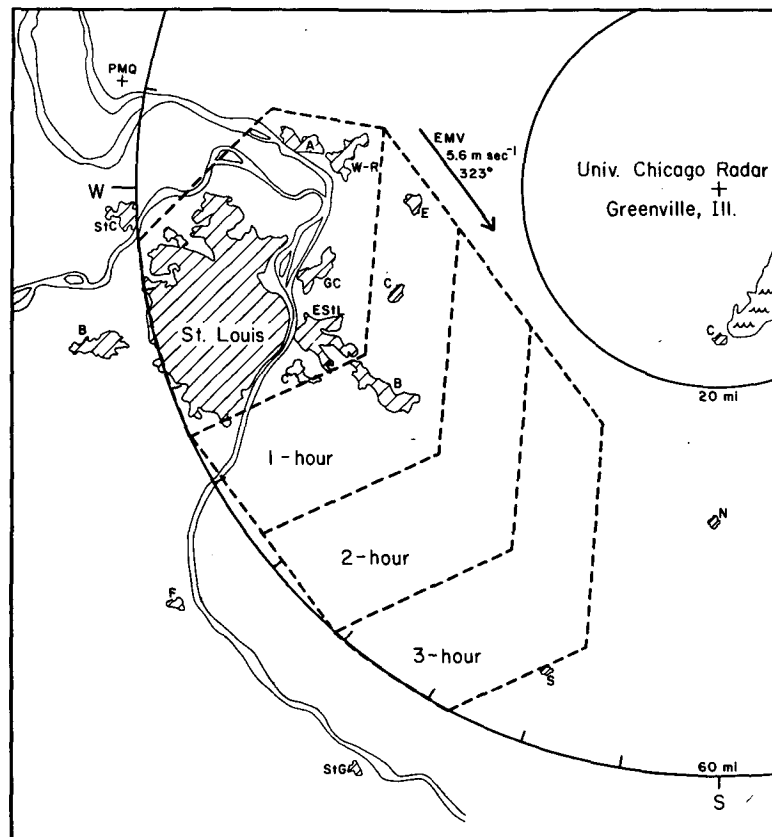 PMQ
A
W-R
EMV
5.6 m sec⁻¹
323°
Univ. Chicago Radar
Greenville, Ill.
W
StC
E
GC
C
EStL
St. Louis
B
B
C
20 mi
1-hour
N
2-hour
F
3-hour
S
StG
60 mi
S